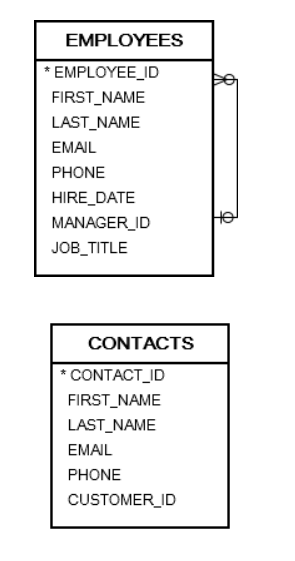 EMPLOYEES
* EMPLOYEE_ID
FIRST_NAME
LAST_NAME
EMAIL
PHONE
HIRE_DATE
MANAGER_ID
JOB_TITLE
CONTACTS
* CONTACT_ID
FIRST_NAME
LAST_NAME
EMAIL
PHONE
CUSTOMER_ID